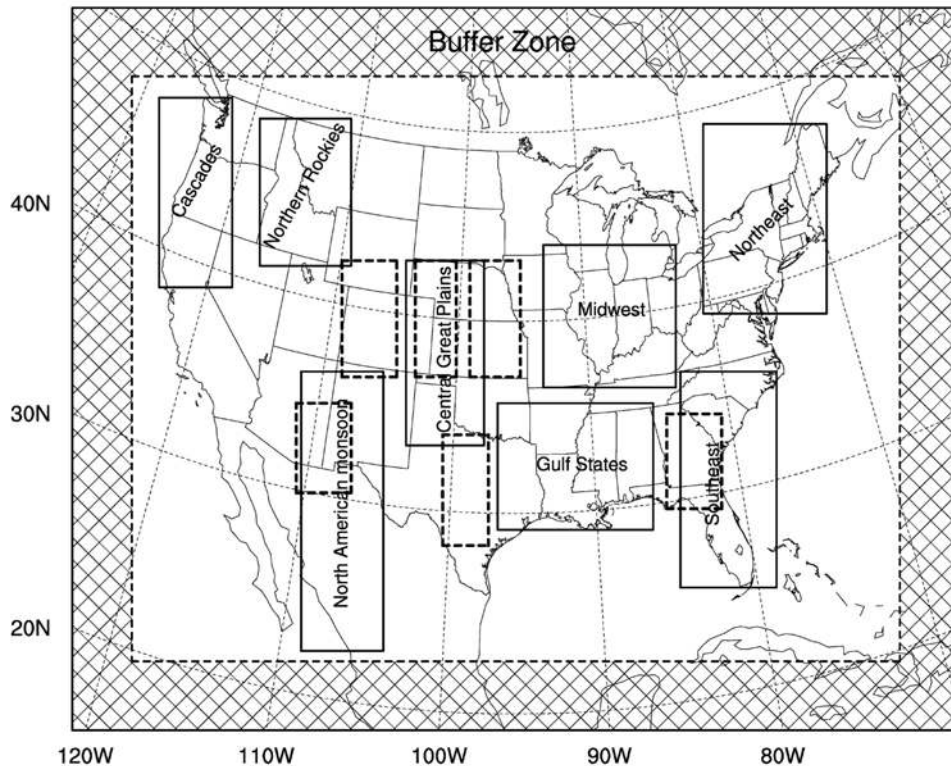 Buffer Zone
Cascades
Northern Rockies
Northeast
40N
Central Great Plains
Midwest
30N
North American monsoon
Gulf States
Southeast
20N
120W
110W
100W
90W
80W